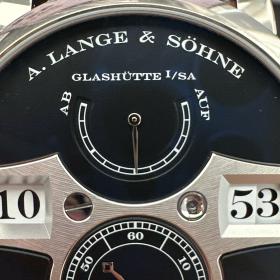 A. LANGE & SÖHNE
GLASHÜTTE I/SA
AB AUF
10 53
60
50 10